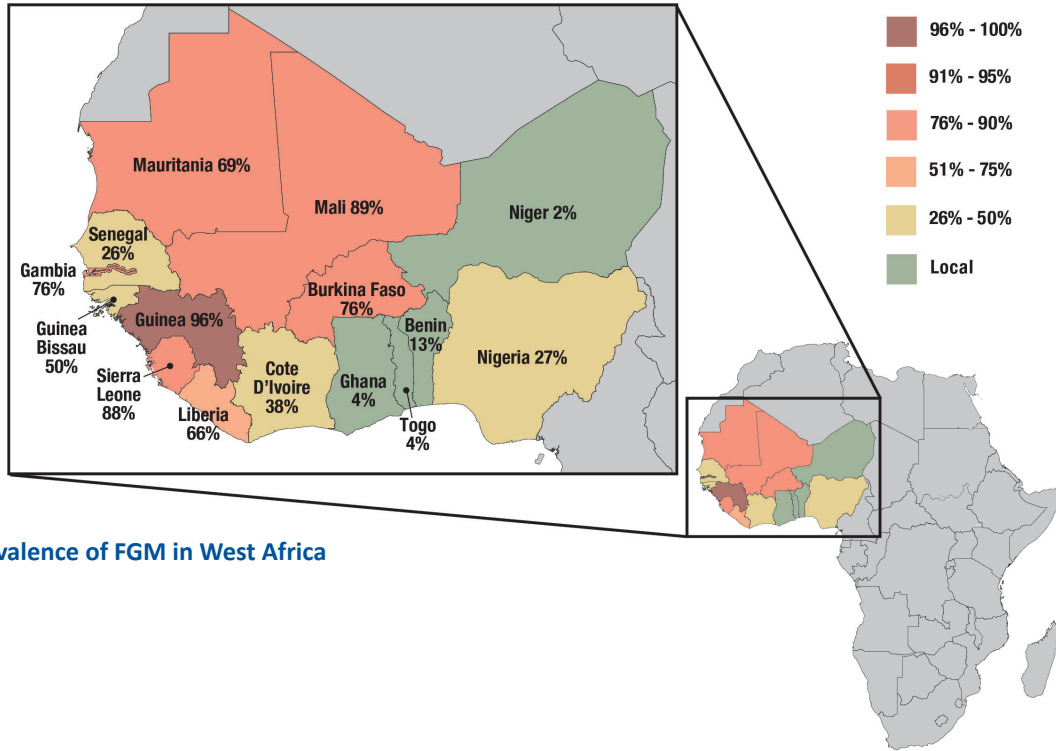 96% - 100%
91% - 95%
76% - 90%
51% - 75%
26% - 50%
Local
Mauritania 69%
Mali 89%
Niger 2%
Senegal
26%
Gambia
76%
Burkina Faso
76%
Guinea
Bissau
50%
Guinea 96%
Benin
13%
Nigeria 27%
Sierra
Leone
88%
Cote
D'Ivoire
38%
Ghana
4%
Liberia
66%
Togo
4%
valence of FGM in West Africa